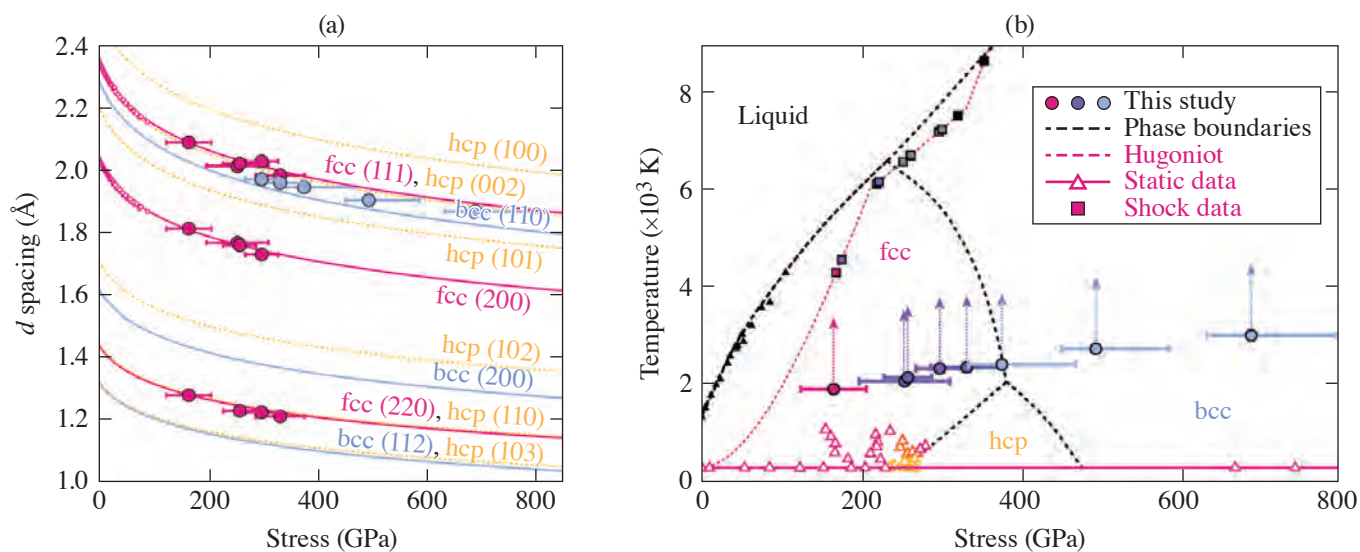 (a)
2.4
2.2
2.0
1.8
1.6
1.4
1.2
1.0
d spacing (Å)
hcp (100)
fcc (111), hcp (002)
bcc (110)
hcp (101)
fcc (200)
hcp (102)
bcc (200)
fcc (220), hcp (110)
bcc (112), hcp (103)
0 200 400 600 800
Stress (GPa)
(b)
8
6
4
2
0
Temperature (×10³ K)
Liquid
This study
Phase boundaries
Hugoniot
Static data
Shock data
fcc
bcc
hcp
0 200 400 600 800
Stress (GPa)